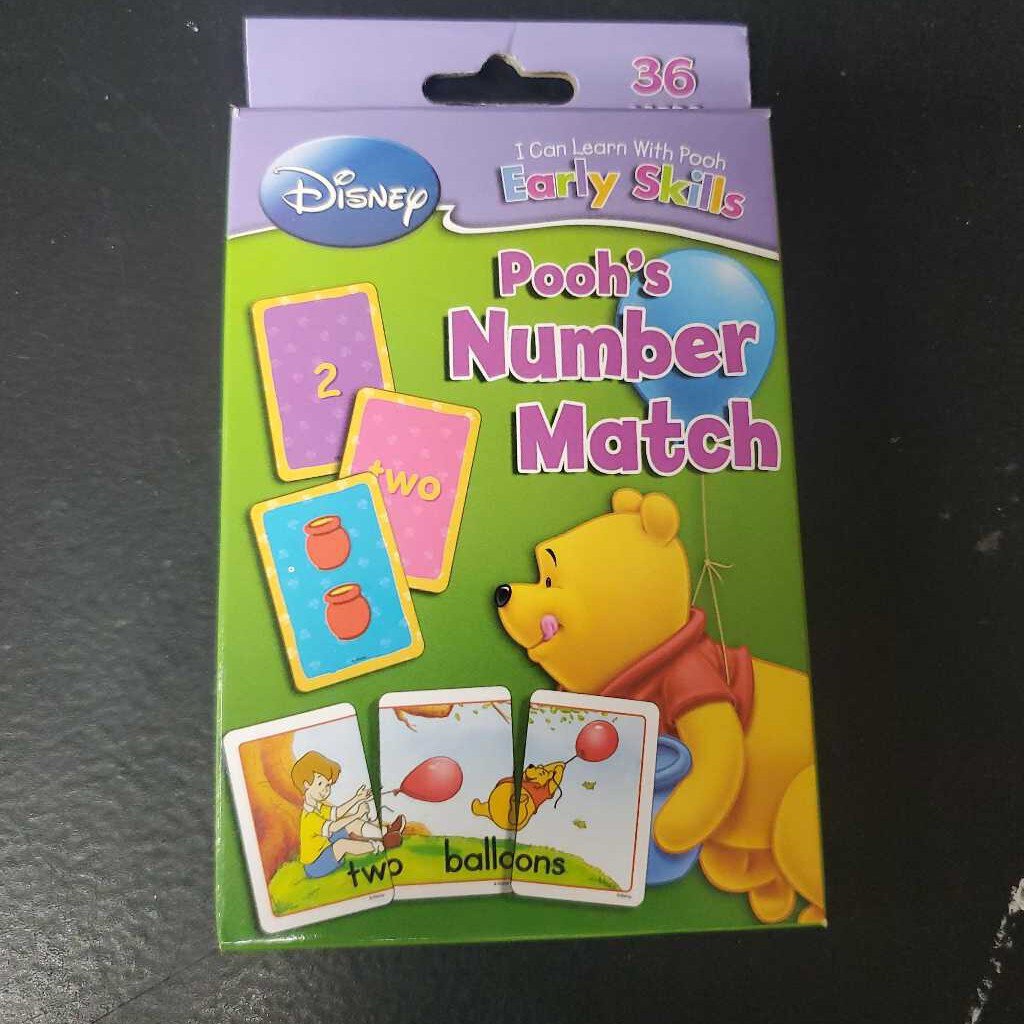 36
Disney
I Can Learn With Pooh
Early Skills
Pooh's
Number
Match
2
two
two balloons